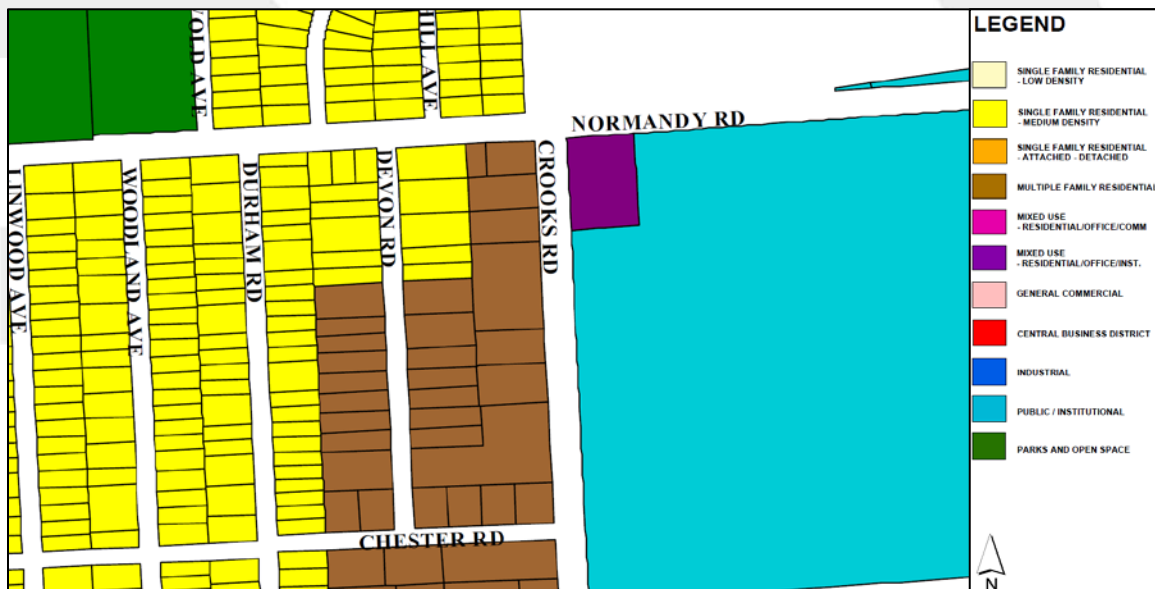 OLD AVE
HILL AVE
NORMANDY RD
LINWOOD AVE
WOODLAND AVE
DURHAM RD
DEVON RD
CROOKS RD
CHESTER RD
LEGEND
SINGLE FAMILY RESIDENTIAL
- LOW DENSITY
SINGLE FAMILY RESIDENTIAL
- MEDIUM DENSITY
SINGLE FAMILY RESIDENTIAL
- ATTACHED - DETACHED
MULTIPLE FAMILY RESIDENTIAL
MIXED USE
- RESIDENTIAL/OFFICE/COMM
MIXED USE
- RESIDENTIAL/OFFICE/INST.
GENERAL COMMERCIAL
CENTRAL BUSINESS DISTRICT
INDUSTRIAL
PUBLIC / INSTITUTIONAL
PARKS AND OPEN SPACE
N